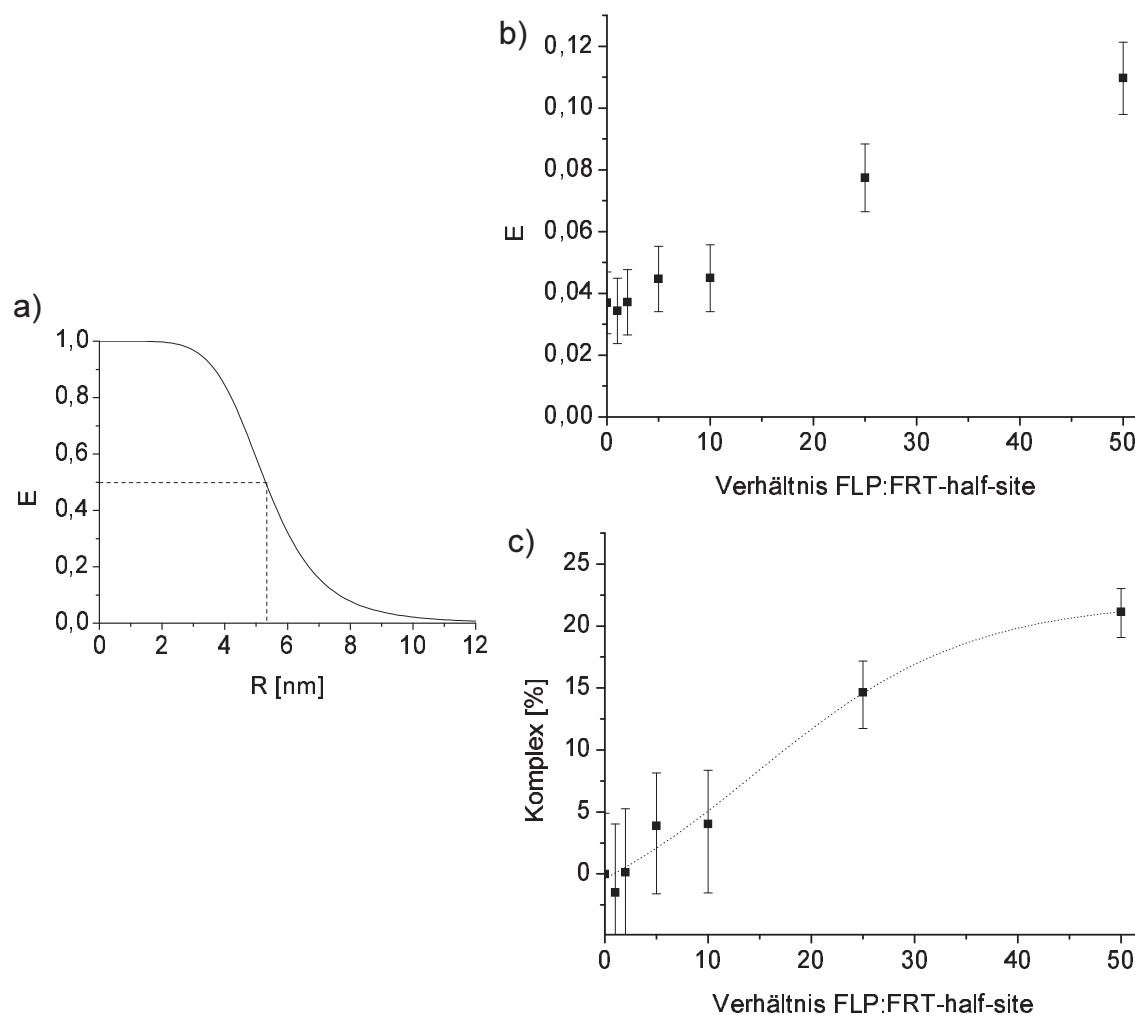 a)
1,0
0,8
0,6
0,4
0,2
0,0
E
0 2 4 6 8 10 12
R [nm]
b)
0,12
0,10
0,08
0,06
0,04
0,02
0,00
E
0 10 20 30 40 50
Verhältnis FLP:FRT-half-site
c)
25
20
15
10
5
0
Komplex [%]
0 10 20 30 40 50
Verhältnis FLP:FRT-half-site